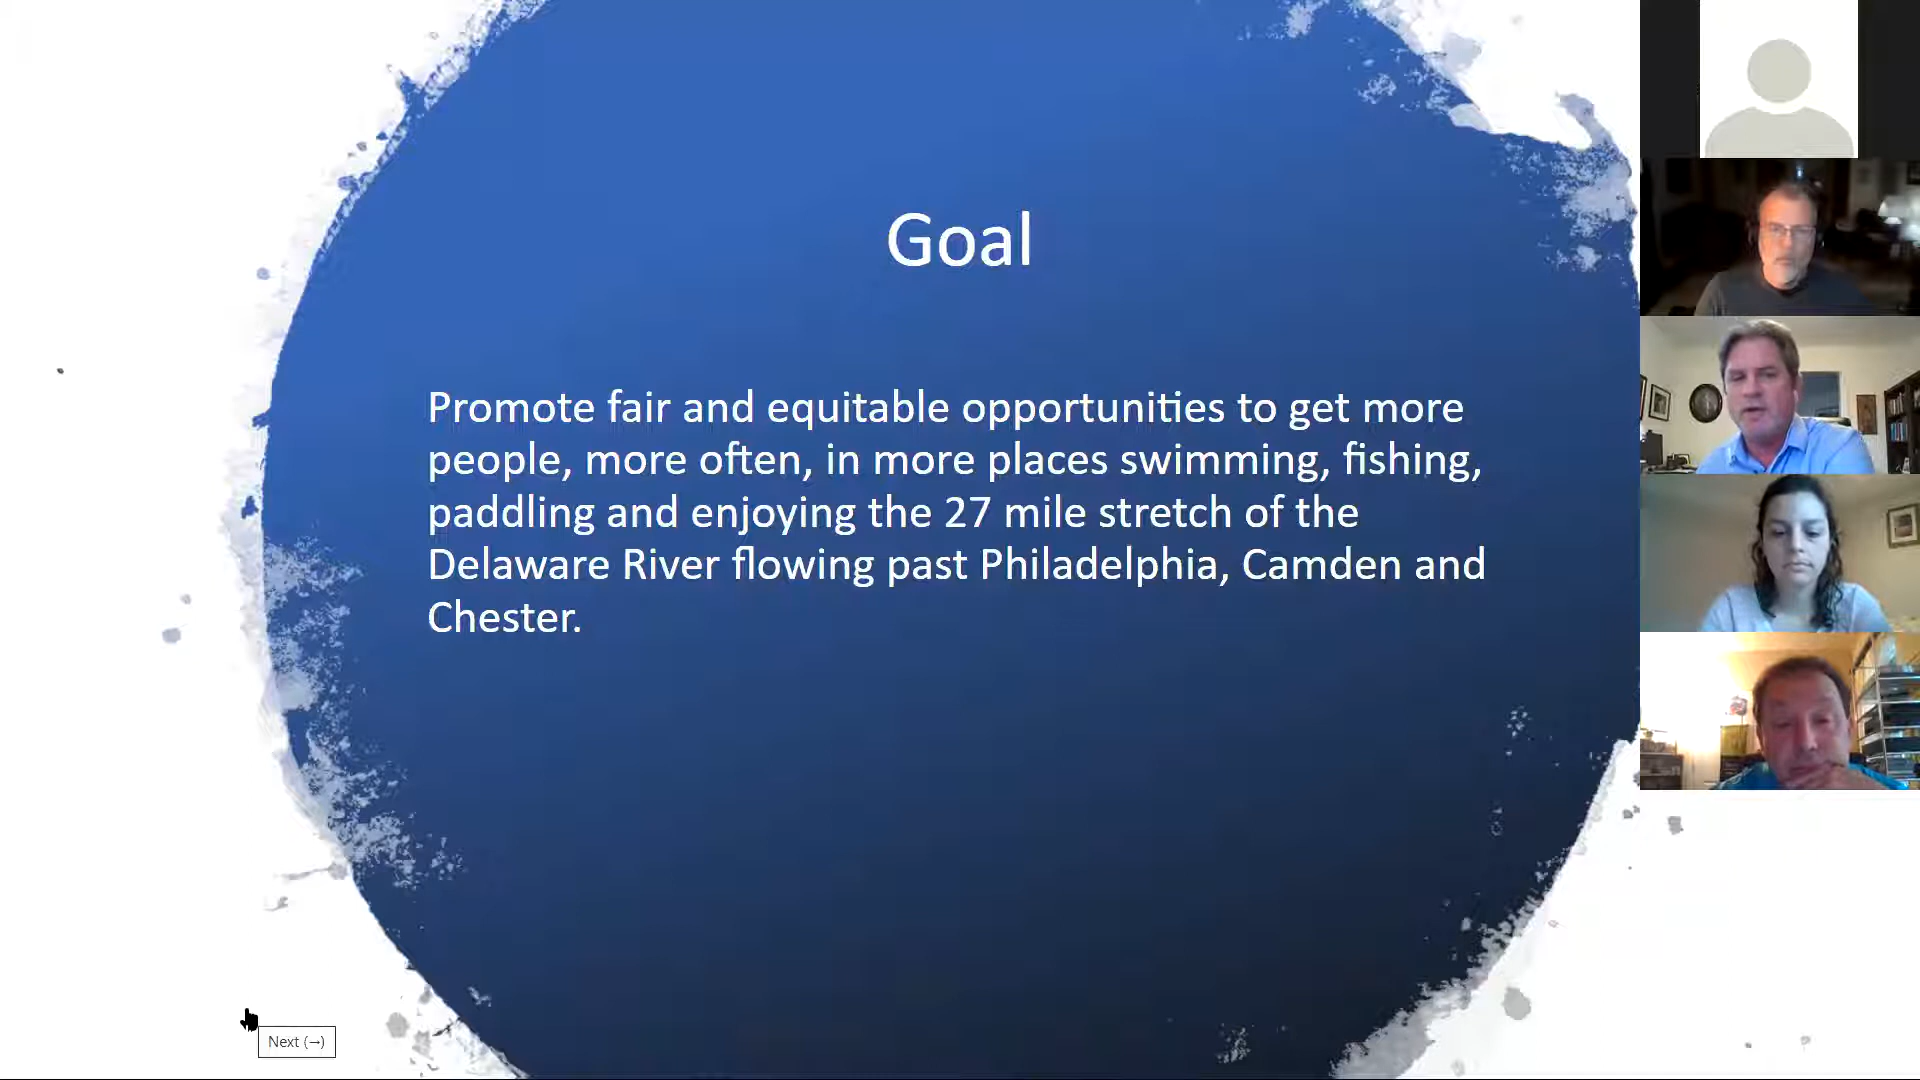 Goal
Promote fair and equitable opportunities to get more
people, more often, in more places swimming, fishing,
paddling and enjoying the 27 mile stretch of the
Delaware River flowing past Philadelphia, Camden and
Chester.
Next (→)